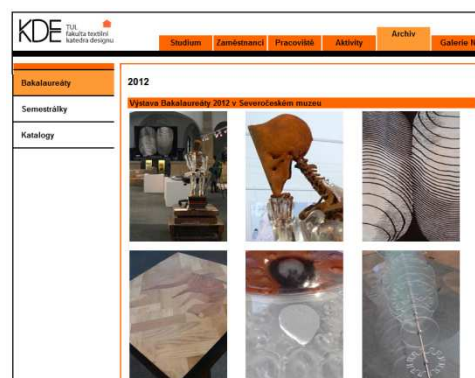 KDE
TUL
fakulta textilní
katedra designu
Studium Zaměstnanci Pracoviště Aktivity Archiv Galerie N
Bakalaureáty
Semestrálky
Katalogy
2012
Výstava Bakalaureáty 2012 v Severočeském muzeu